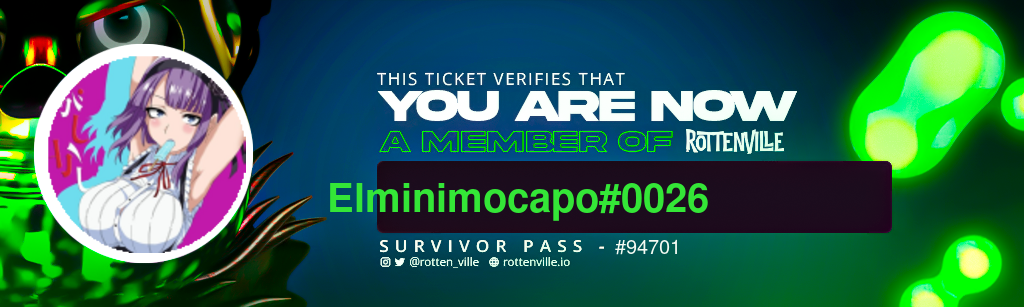 THIS TICKET VERIFIES THAT
YOU ARE NOW
A MEMBER OF ROTTENVILLE
Elminimocapo#0026
SURVIVOR PASS - #94701
@rotten_ville rottenville.io